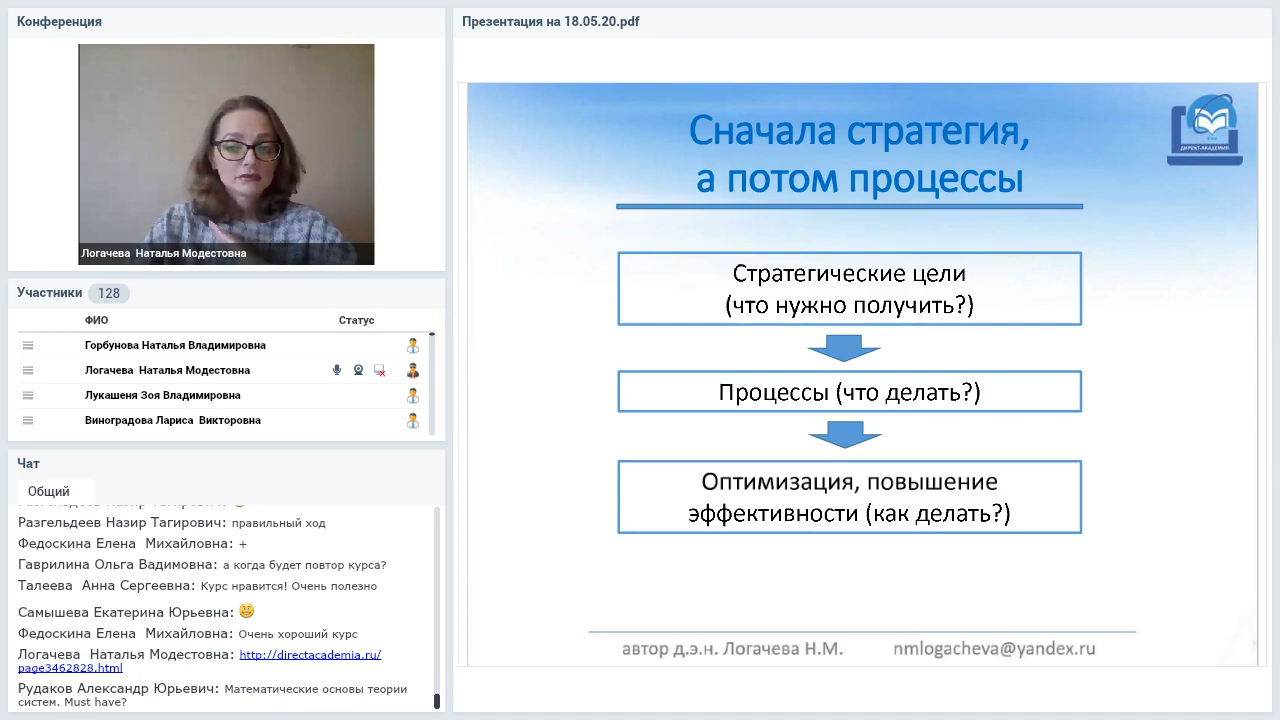 Конференция
Логачева  Наталья Модестовна
Участники 128
ФИО Статус
Горбунова Наталья Владимировна
Логачева  Наталья Модестовна
Лукашеня Зоя Владимировна
Виноградова Лариса  Викторовна
Чат
Общий
Разгельдеев Назир Тагирович: правильный ход
Федоскина Елена  Михайловна: +
Гаврилина Ольга Вадимовна: а когда будет повтор курса?
Талеева  Анна Сергеевна: Курс нравится! Очень полезно
Самышева Екатерина Юрьевна:
Федоскина Елена  Михайловна: Очень хороший курс
Логачева  Наталья Модестовна: http://directacademia.ru/
page3462828.html
Рудаков Александр Юрьевич: Математические основы теории
систем. Must have?
Презентация на 18.05.20.pdf
Сначала стратегия,
а потом процессы
ДИРЕКТ-АКАДЕМИЯ
Стратегические цели
(что нужно получить?)
Процессы (что делать?)
Оптимизация, повышение
эффективности (как делать?)
автор д.э.н. Логачева Н.М. nmlogacheva@yandex.ru